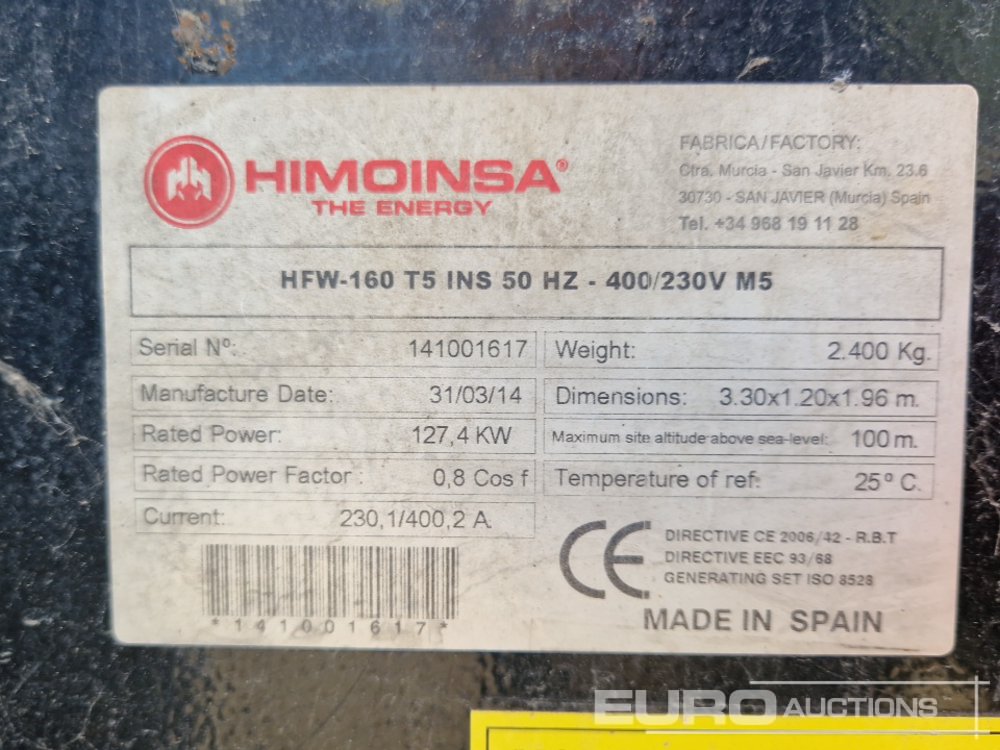 HIMOINSA®
THE ENERGY
FABRICA/FACTORY:
Ctra. Murcia - San Javier Km. 23.6
30730 - SAN JAVIER (Murcia) Spain
Tel. +34 968 19 11 28
HFW-160 T5 INS 50 HZ - 400/230V M5
Serial Nº: 141001617
Weight: 2.400 Kg.
Manufacture Date: 31/03/14
Dimensions: 3.30x1.20x1.96 m.
Rated Power: 127,4 KW
Maximum site altitude above sea-level: 100 m.
Rated Power Factor : 0,8 Cos f
Temperature of ref: 25º C.
Current: 230,1/400,2 A.
CE
DIRECTIVE CE 2006/42 - R.B.T
DIRECTIVE EEC 93/68
GENERATING SET ISO 8528
*141001617*
MADE IN SPAIN
EURO AUCTIONS